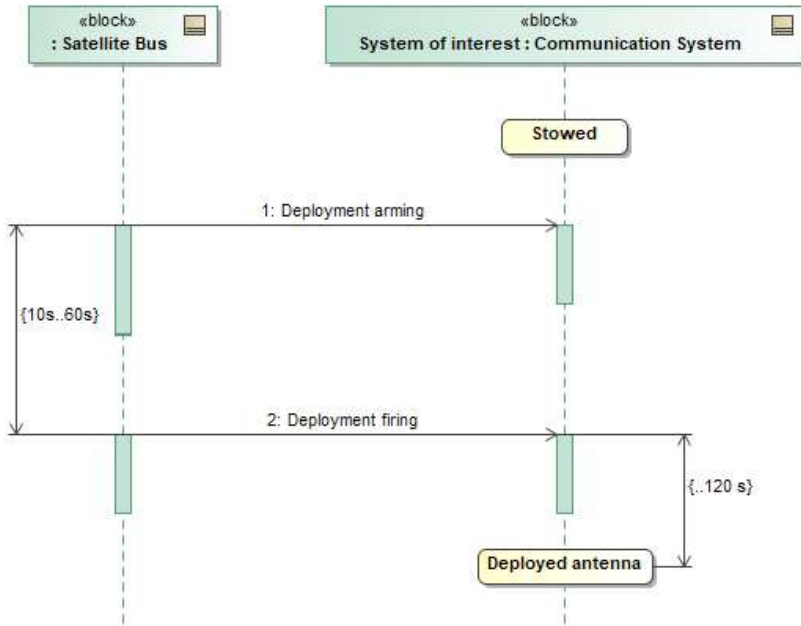 «block»
: Satellite Bus
«block»
System of interest : Communication System
Stowed
1: Deployment arming
{10s..60s}
2: Deployment firing
{..120 s}
Deployed antenna